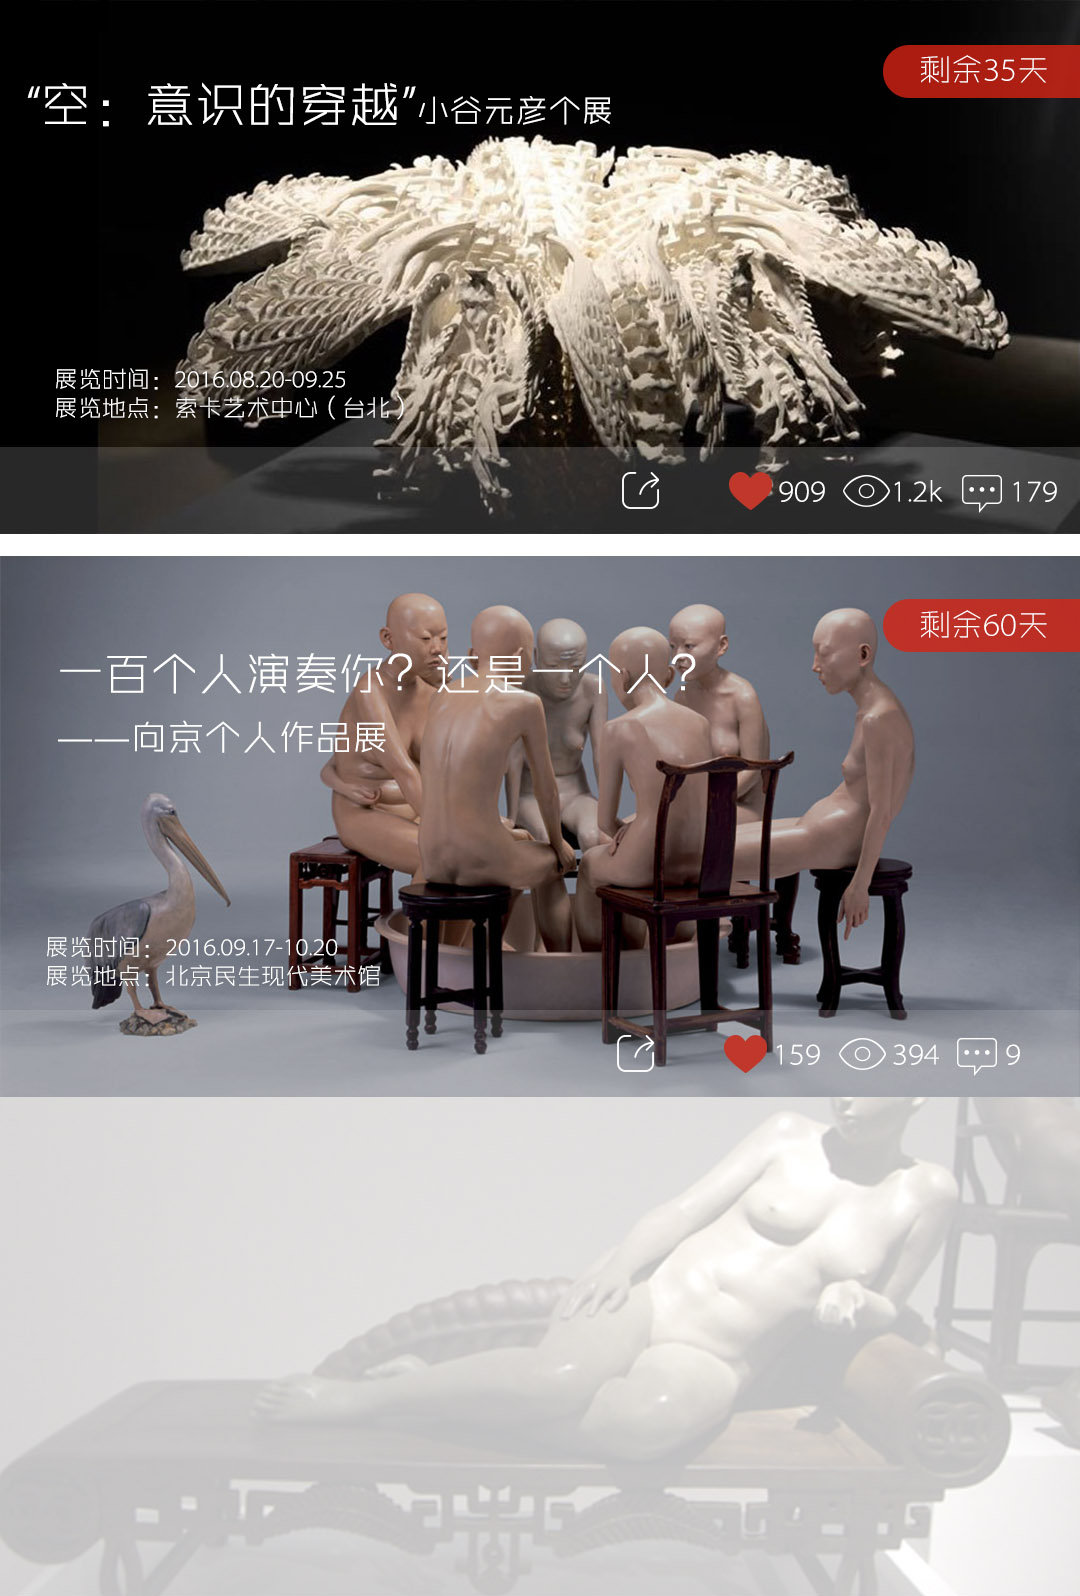 “空：意识的穿越”小谷元彦个展
剩余35天
展览时间：2016.08.20-09.25
展览地点：索卡艺术中心（台北）
909 1.2k 179
剩余60天
一百个人演奏你？还是一个人？
——向京个人作品展
展览时间：2016.09.17-10.20
展览地点：北京民生现代美术馆
159 394 9